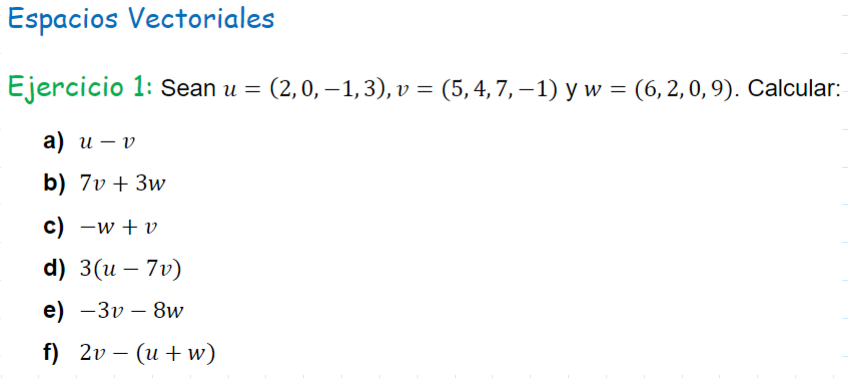 Espacios Vectoriales
Ejercicio 1: Sean u = (2, 0, −1, 3), v = (5, 4, 7, −1) y w = (6, 2, 0, 9). Calcular:
a) u − v
b) 7v + 3w
c) −w + v
d) 3(u − 7v)
e) −3v − 8w
f) 2v − (u + w)